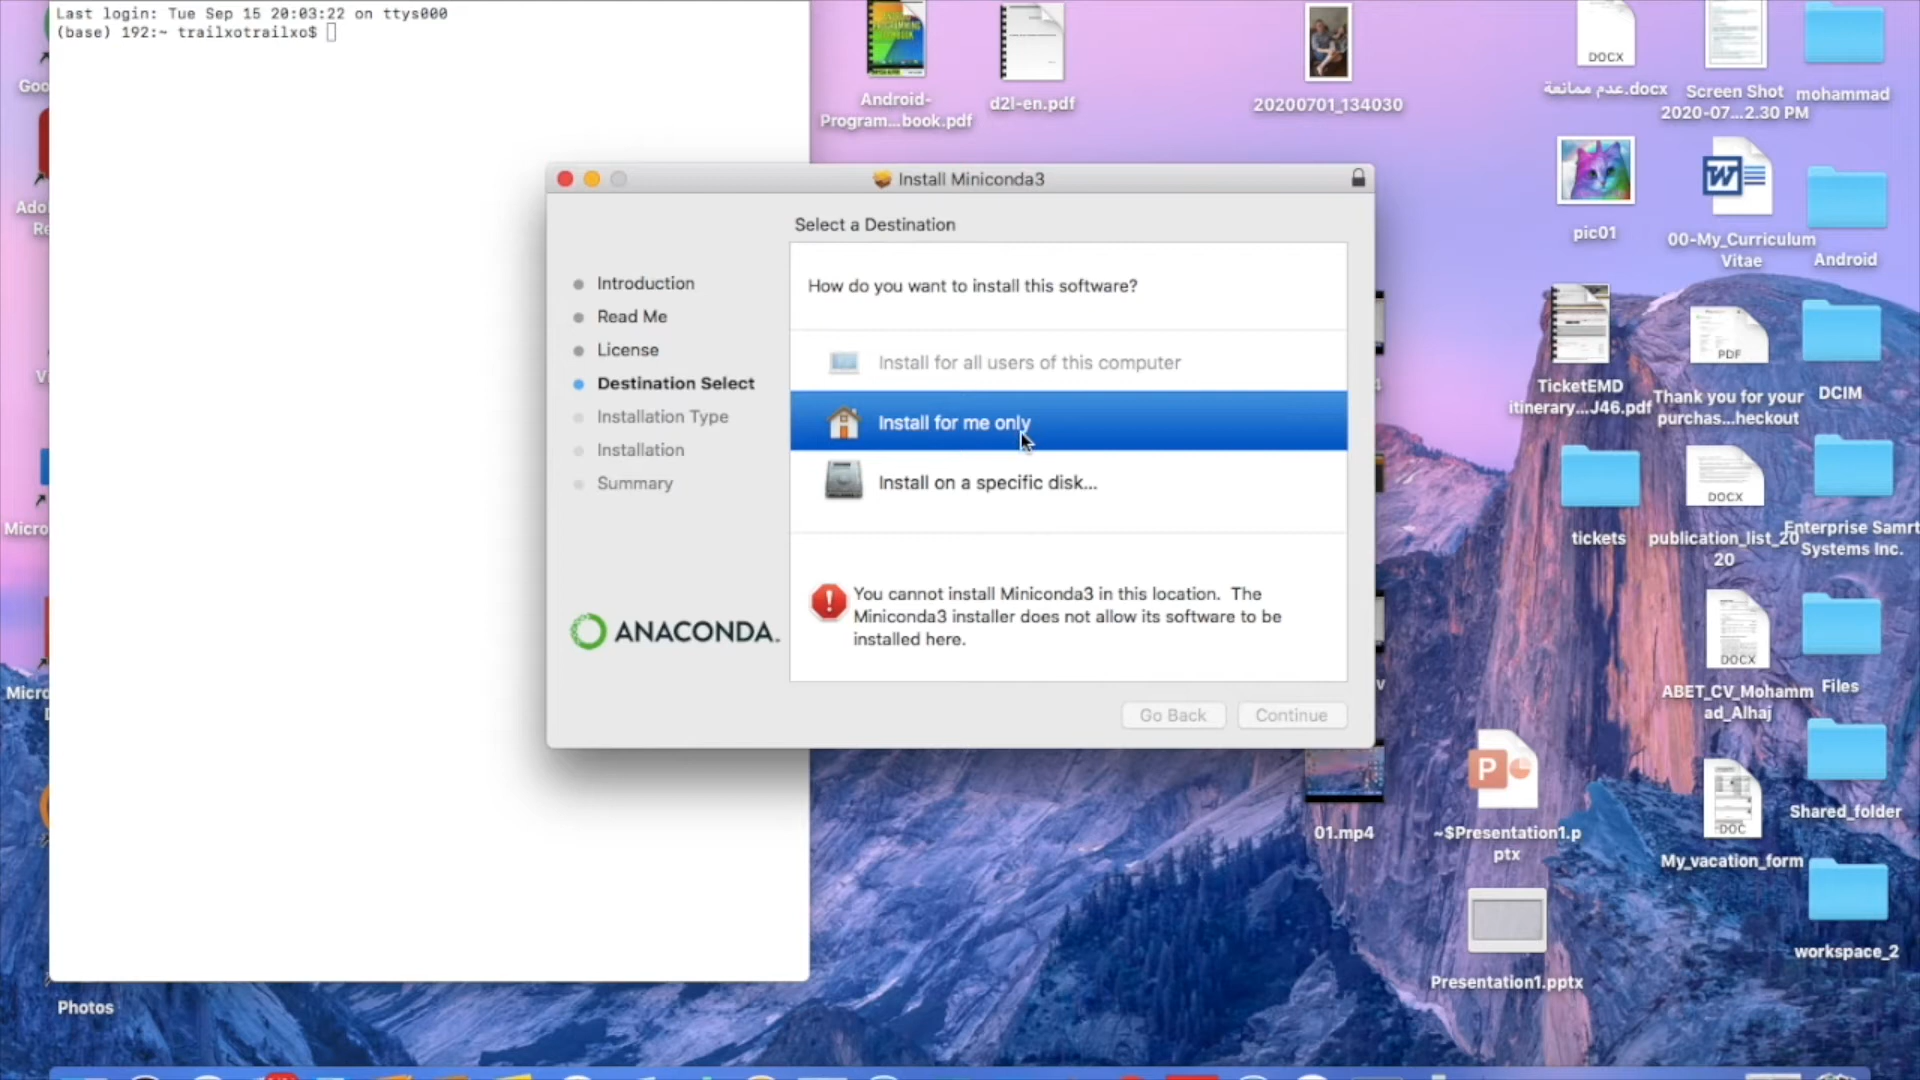 Last login: Tue Sep 15 20:03:22 on ttys000
(base) 192:~ trailxotrailxo$
Install Miniconda3
Select a Destination
Introduction
Read Me
License
Destination Select
Installation Type
Installation
Summary
ANACONDA.
How do you want to install this software?
Install for all users of this computer
Install for me only
Install on a specific disk...
You cannot install Miniconda3 in this location. The
Miniconda3 installer does not allow its software to be
installed here.
Go Back
Continue
Goo
Ado
Re
Micro
Micro
Photos
Android-
Program...book.pdf
d2l-en.pdf
20200701_134030
DOCX
عدم ممانعة.docx
Screen Shot
2020-07...2.30 PM
mohammad
pic01
00-My_Curriculum
Vitae
Android
TicketEMD
itinerary...J46.pdf
PDF
Thank you for your
purchas...heckout
DCIM
tickets
DOCX
publication_list_20
20
Enterprise Samrt
Systems Inc.
DOCX
ABET_CV_Mohamm
ad_Alhaj
Files
01.mp4
~$Presentation1.p
ptx
DOC
My_vacation_form
Shared_folder
Presentation1.pptx
workspace_2